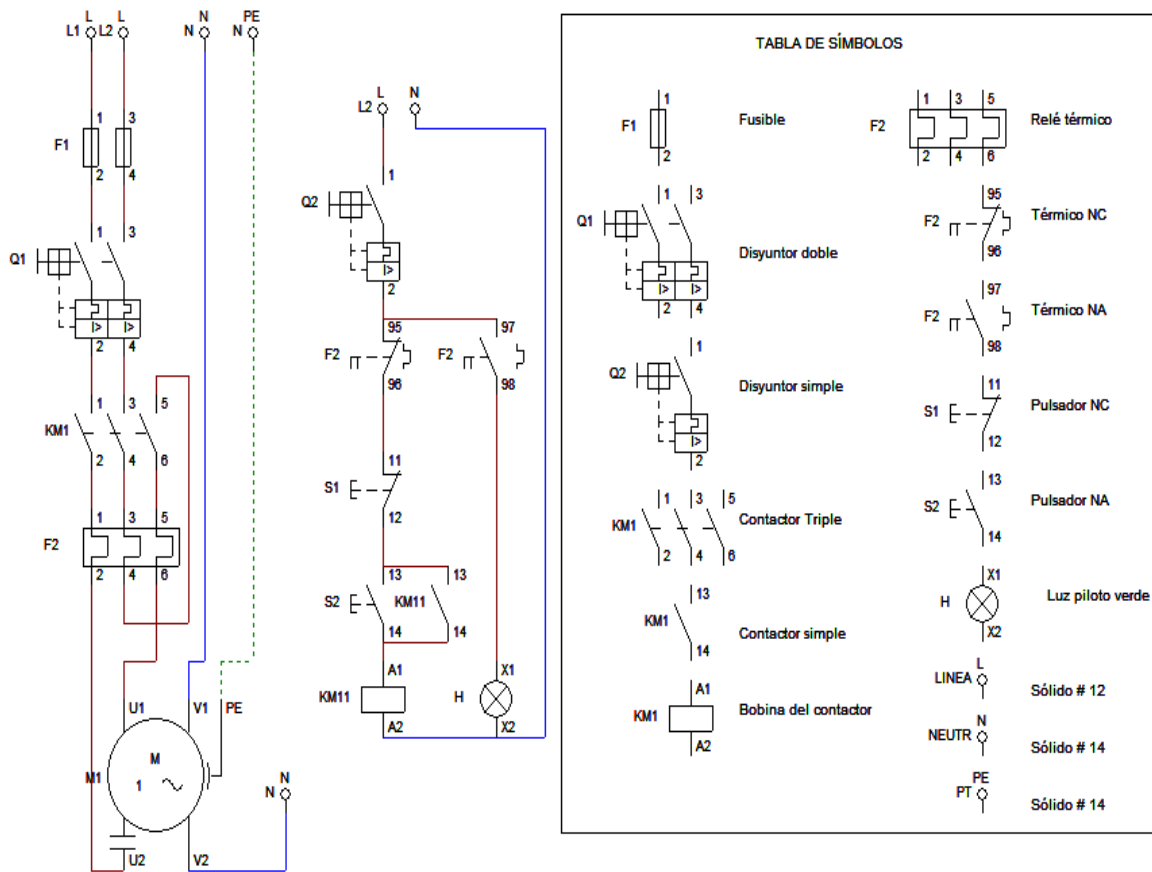 L L N PE
L1 L2 N N
1 3
F1
2 4
1 3
Q1
I> I>
2 4
1 3 5
KM1
2 4 6
1 3 5
F2
2 4 6
U1 V1 PE
M
M1 1
N
N
U2 V2
L N
L2
1
Q2
I>
2
95 97
F2 F2
96 98
11
S1
12
13 13
S2 KM11
14 14
A1 X1
KM11 H
A2 X2
TABLA DE SÍMBOLOS
1
F1 Fusible
2
1 3
Q1
Disyuntor doble
I> I>
2 4
1
Q2 Disyuntor simple
I>
2
1 3 5
KM1 Contactor Triple
2 4 6
13
KM1 Contactor simple
14
A1
KM1 Bobina del contactor
A2
1 3 5
F2 Relé térmico
2 4 6
95
F2 Térmico NC
96
97
F2 Térmico NA
98
11
S1 Pulsador NC
12
13
S2 Pulsador NA
14
X1
H Luz piloto verde
X2
L
LINEA Sólido # 12
N
NEUTR Sólido # 14
PE
PT Sólido # 14